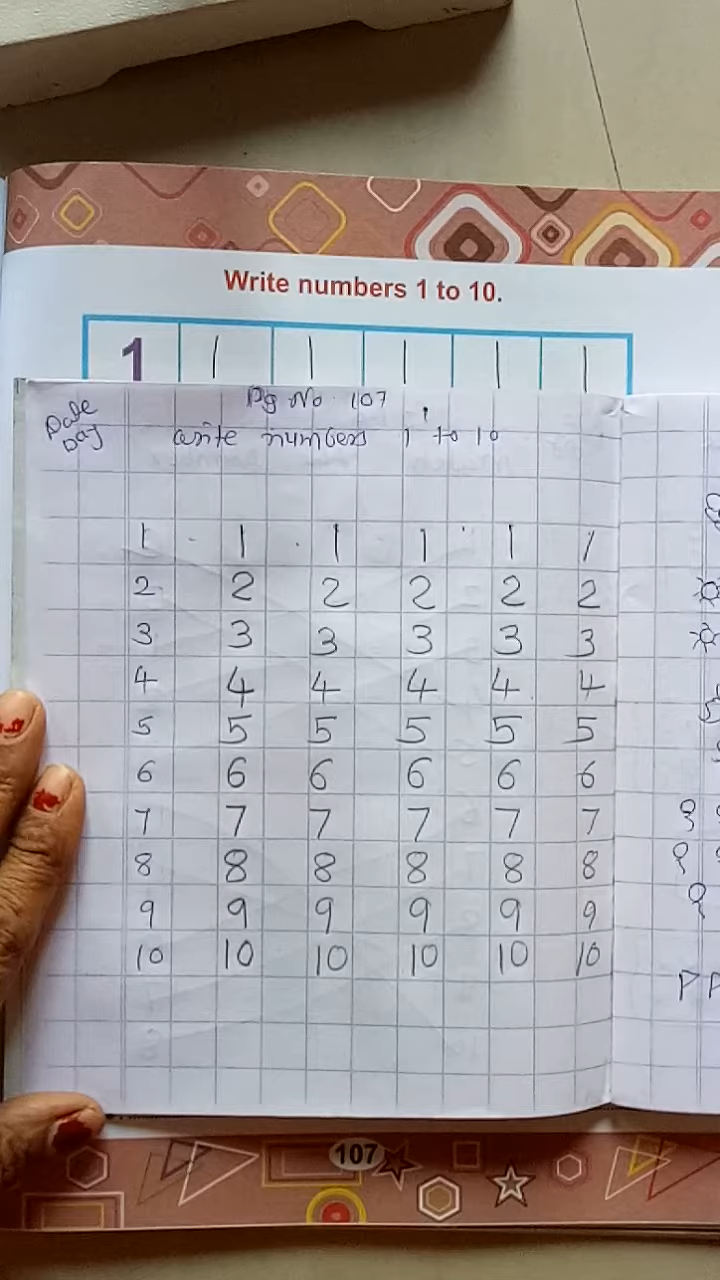 Write numbers 1 to 10.
1 1 1 1 1 1
Pg No. 107
Date
Day
write numbers 1 to 10
1 1 1 1 1 1
2 2 2 2 2 2
3 3 3 3 3 3
4 4 4 4 4 4
5 5 5 5 5 5
6 6 6 6 6 6
7 7 7 7 7 7
8 8 8 8 8 8
9 9 9 9 9 9
10 10 10 10 10 10
107